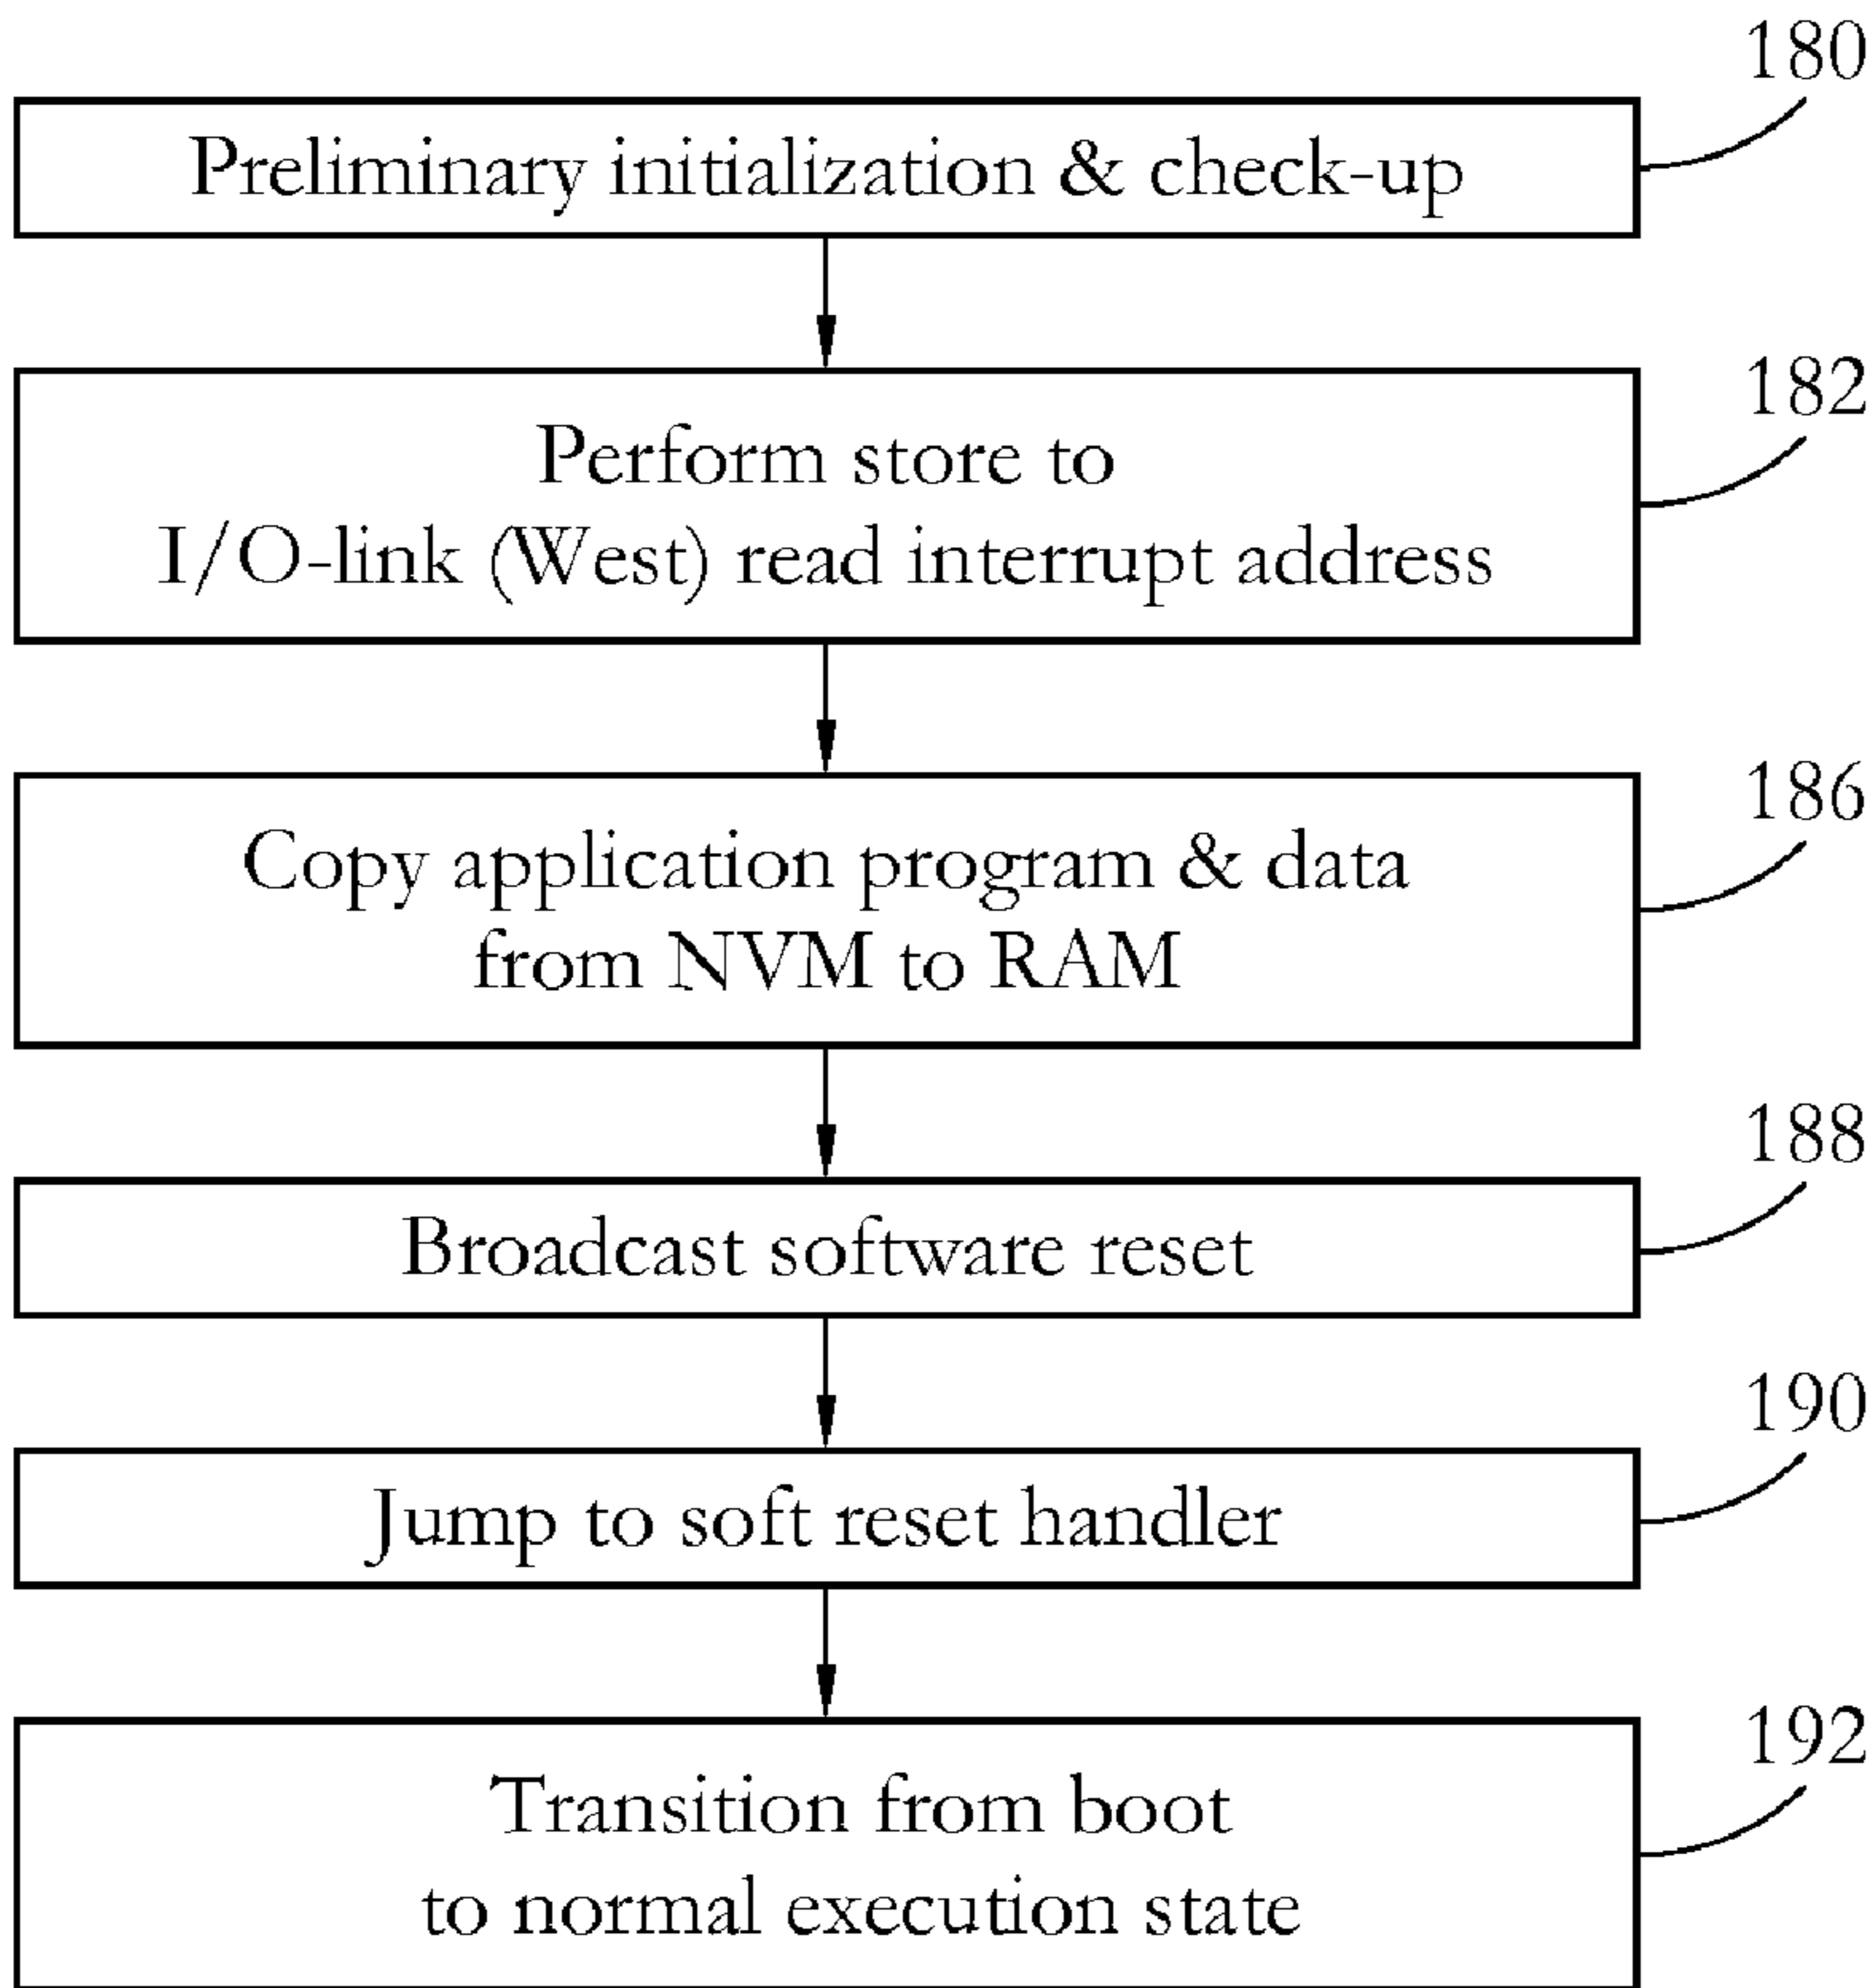 180
Preliminary initialization & check-up
182
Perform store to
I/O-link (West) read interrupt address
186
Copy application program & data
from NVM to RAM
188
Broadcast software reset
190
Jump to soft reset handler
192
Transition from boot
to normal execution state